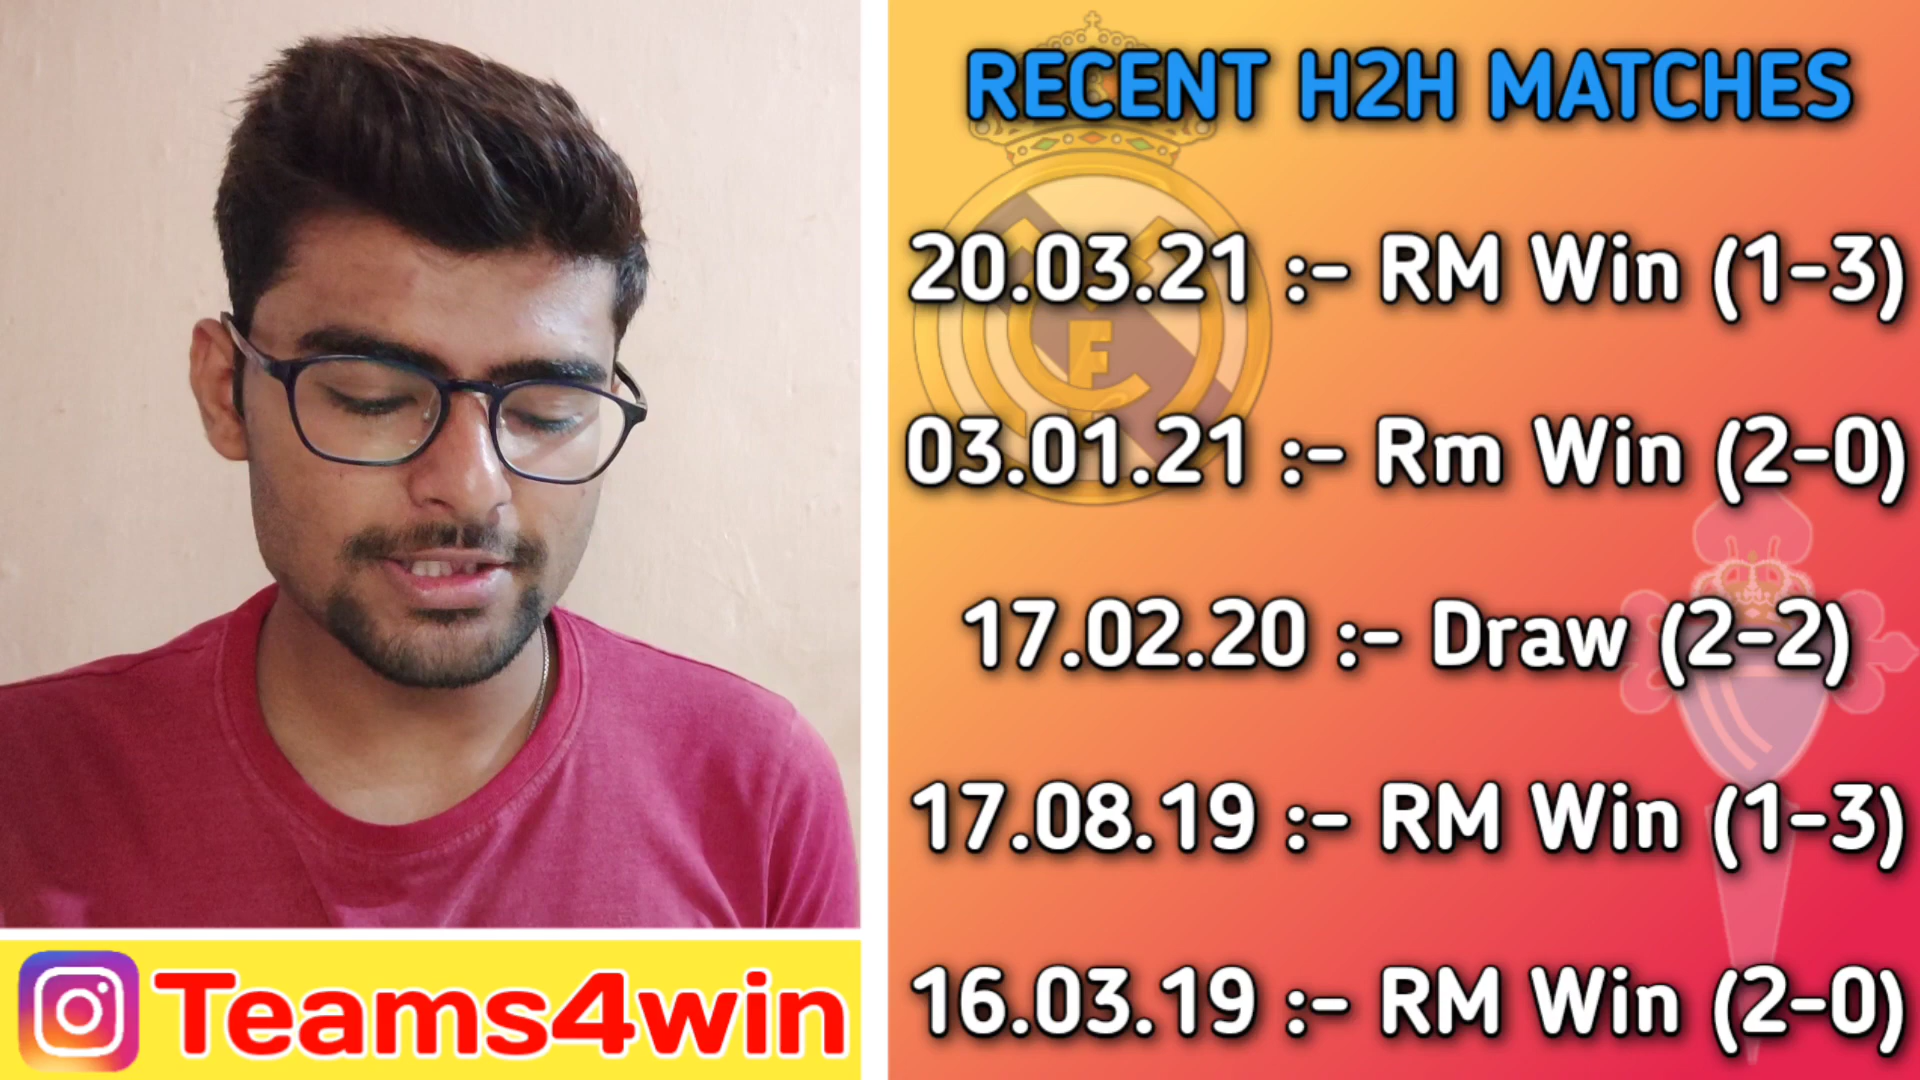 RECENT H2H MATCHES
20.03.21 :- RM Win (1-3)
03.01.21 :- Rm Win (2-0)
17.02.20 :- Draw (2-2)
17.08.19 :- RM Win (1-3)
16.03.19 :- RM Win (2-0)
Teams4win